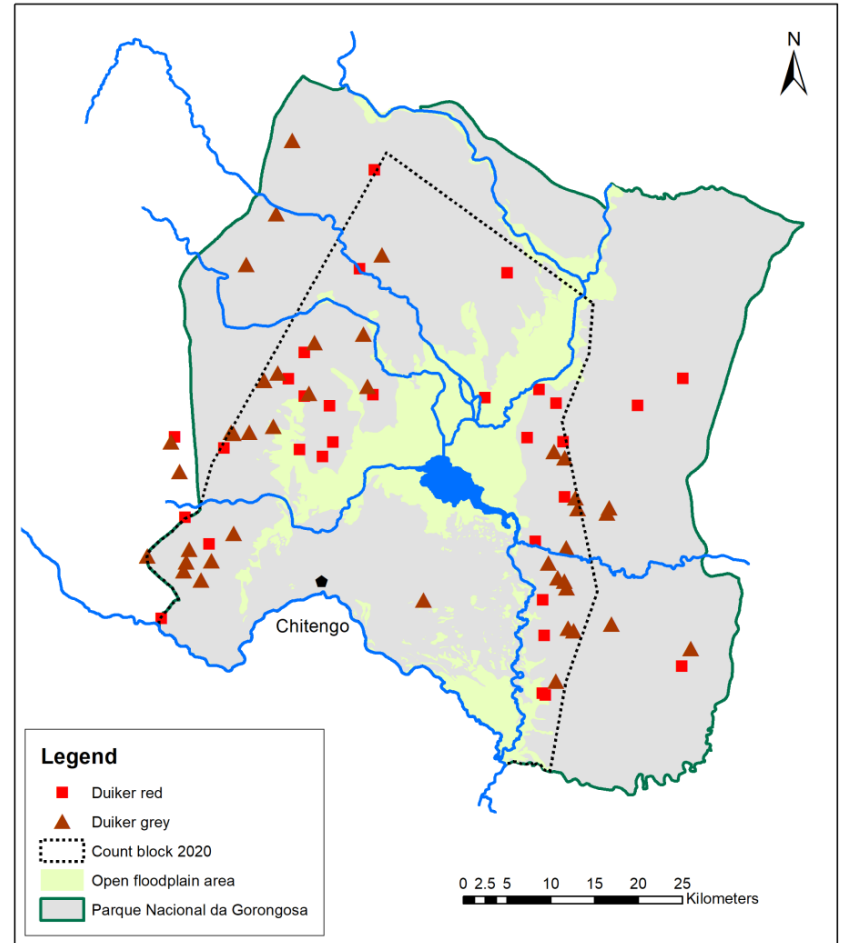 N
Chitengo
Legend
Duiker red
Duiker grey
Count block 2020
Open floodplain area
Parque Nacional da Gorongosa
0 2.5 5 10 15 20 25
Kilometers